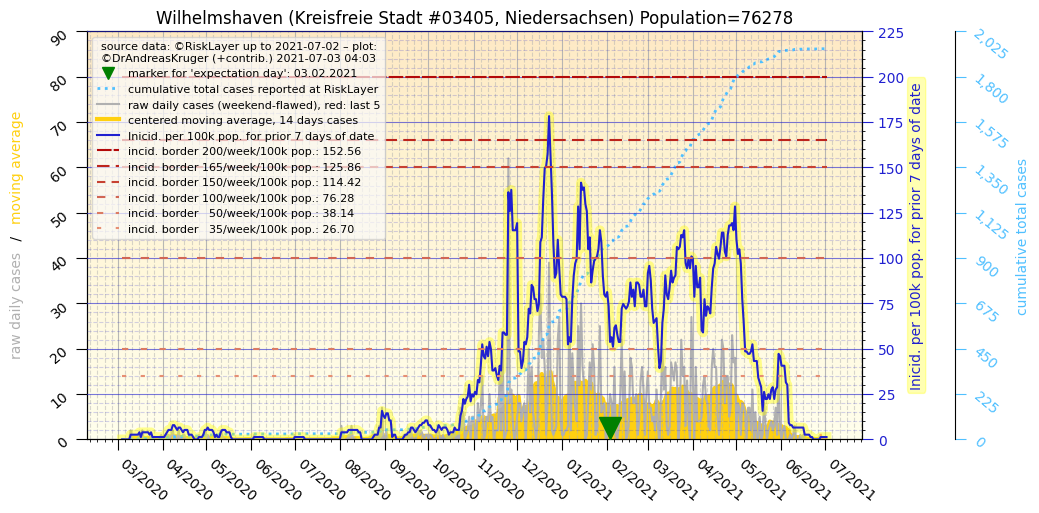 Wilhelmshaven (Kreisfreie Stadt #03405, Niedersachsen) Population=76278
source data: ©RiskLayer up to 2021-07-02 – plot:
©DrAndreasKruger (+contrib.) 2021-07-03 04:03
marker for 'expectation day': 03.02.2021
cumulative total cases reported at RiskLayer
raw daily cases (weekend-flawed), red: last 5
centered moving average, 14 days cases
Inicid. per 100k pop. for prior 7 days of date
incid. border 200/week/100k pop.: 152.56
incid. border 165/week/100k pop.: 125.86
incid. border 150/week/100k pop.: 114.42
incid. border 100/week/100k pop.: 76.28
incid. border 50/week/100k pop.: 38.14
incid. border 35/week/100k pop.: 26.70
raw daily cases / moving average
90
80
70
60
50
40
30
20
10
0
03/2020
04/2020
05/2020
06/2020
07/2020
08/2020
09/2020
10/2020
11/2020
12/2020
01/2021
02/2021
03/2021
04/2021
05/2021
06/2021
07/2021
225
200
175
150
125
100
75
50
25
0
Inicid. per 100k pop. for prior 7 days of date
2,025
1,800
1,575
1,350
1,125
900
675
450
225
0
cumulative total cases